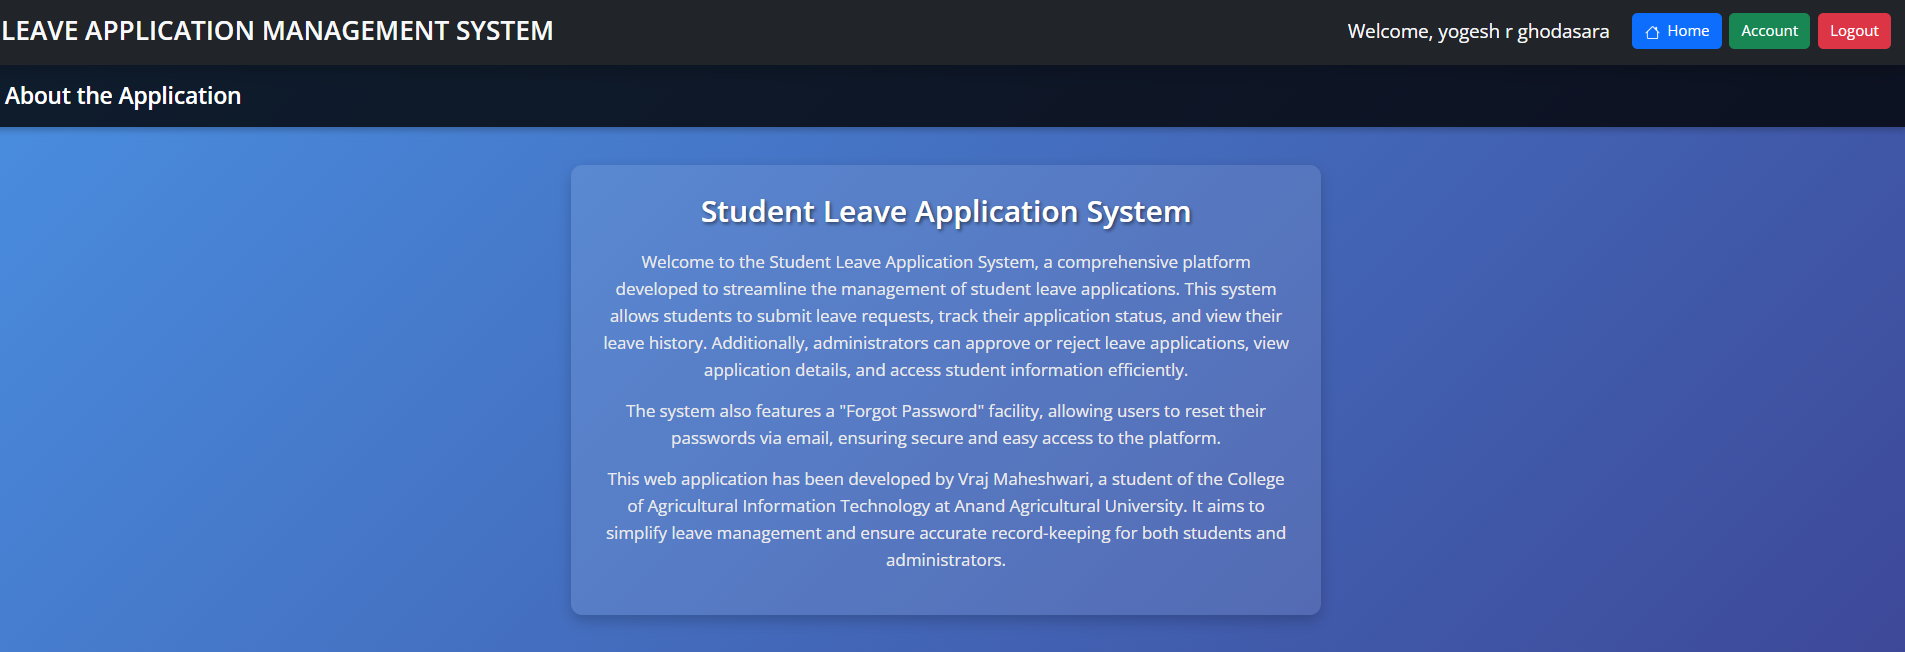 LEAVE APPLICATION MANAGEMENT SYSTEM
Welcome, yogesh r ghodasara
Home
Account
Logout
About the Application
Student Leave Application System
Welcome to the Student Leave Application System, a comprehensive platform
developed to streamline the management of student leave applications. This system
allows students to submit leave requests, track their application status, and view their
leave history. Additionally, administrators can approve or reject leave applications, view
application details, and access student information efficiently.
The system also features a "Forgot Password" facility, allowing users to reset their
passwords via email, ensuring secure and easy access to the platform.
This web application has been developed by Vraj Maheshwari, a student of the College
of Agricultural Information Technology at Anand Agricultural University. It aims to
simplify leave management and ensure accurate record-keeping for both students and
administrators.